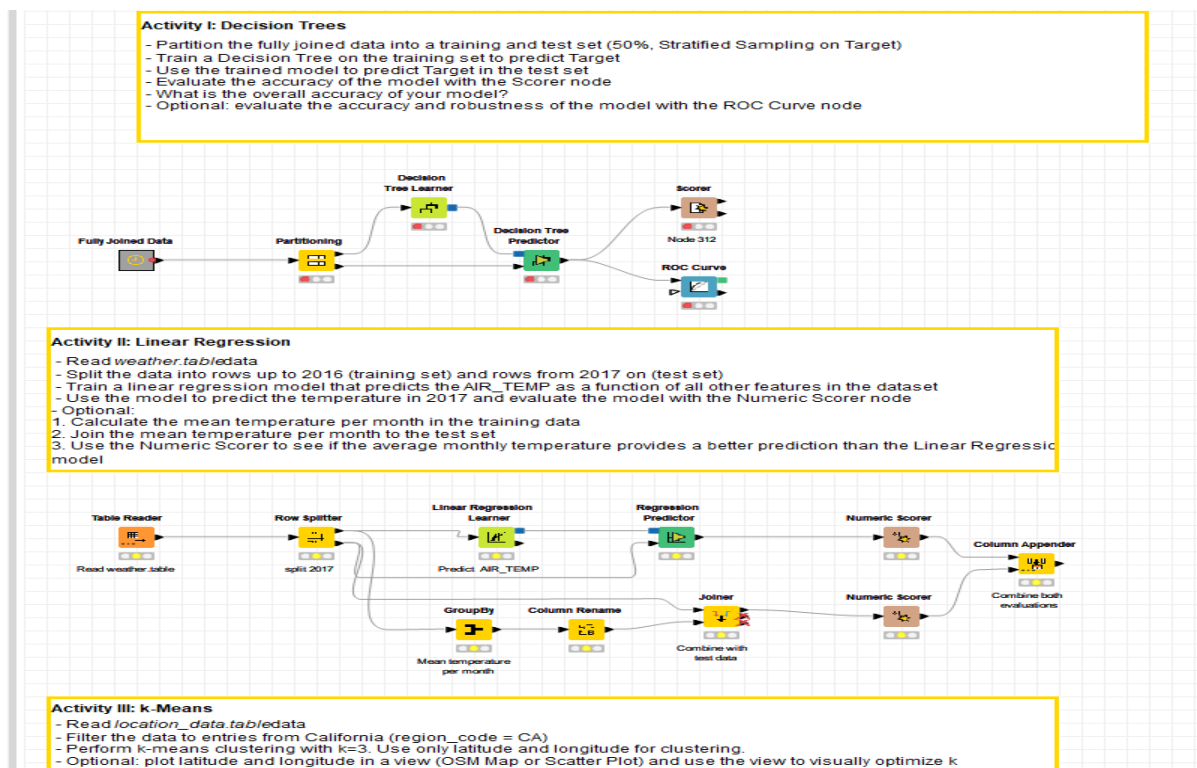 Activity I: Decision Trees
- Partition the fully joined data into a training and test set (50%, Stratified Sampling on Target)
- Train a Decision Tree on the training set to predict Target
- Use the trained model to predict Target in the test set
- Evaluate the accuracy of the model with the Scorer node
- What is the overall accuracy of your model?
- Optional: evaluate the accuracy and robustness of the model with the ROC Curve node
Decision
Tree Learner
Scorer
Fully Joined Data
Partitioning
Decision Tree
Predictor
Node 312
ROC Curve
Activity II: Linear Regression
- Read weather.tabledata
- Split the data into rows up to 2016 (training set) and rows from 2017 on (test set)
- Train a linear regression model that predicts the AIR_TEMP as a function of all other features in the dataset
- Use the model to predict the temperature in 2017 and evaluate the model with the Numeric Scorer node
- Optional:
1. Calculate the mean temperature per month in the training data
2. Join the mean temperature per month to the test set
3. Use the Numeric Scorer to see if the average monthly temperature provides a better prediction than the Linear Regressic
model
Table Reader
Row Splitter
Linear Regression
Learner
Regression
Predictor
Numeric Scorer
Column Appender
Read weather.table
split 2017
Predict AIR_TEMP
GroupBy
Column Rename
Joiner
Numeric Scorer
Combine both
evaluations
Mean temperature
per month
Combine with
test data
Activity III: k-Means
- Read location_data.tabledata
- Filter the data to entries from California (region_code = CA)
- Perform k-means clustering with k=3. Use only latitude and longitude for clustering.
- Optional: plot latitude and longitude in a view (OSM Map or Scatter Plot) and use the view to visually optimize k